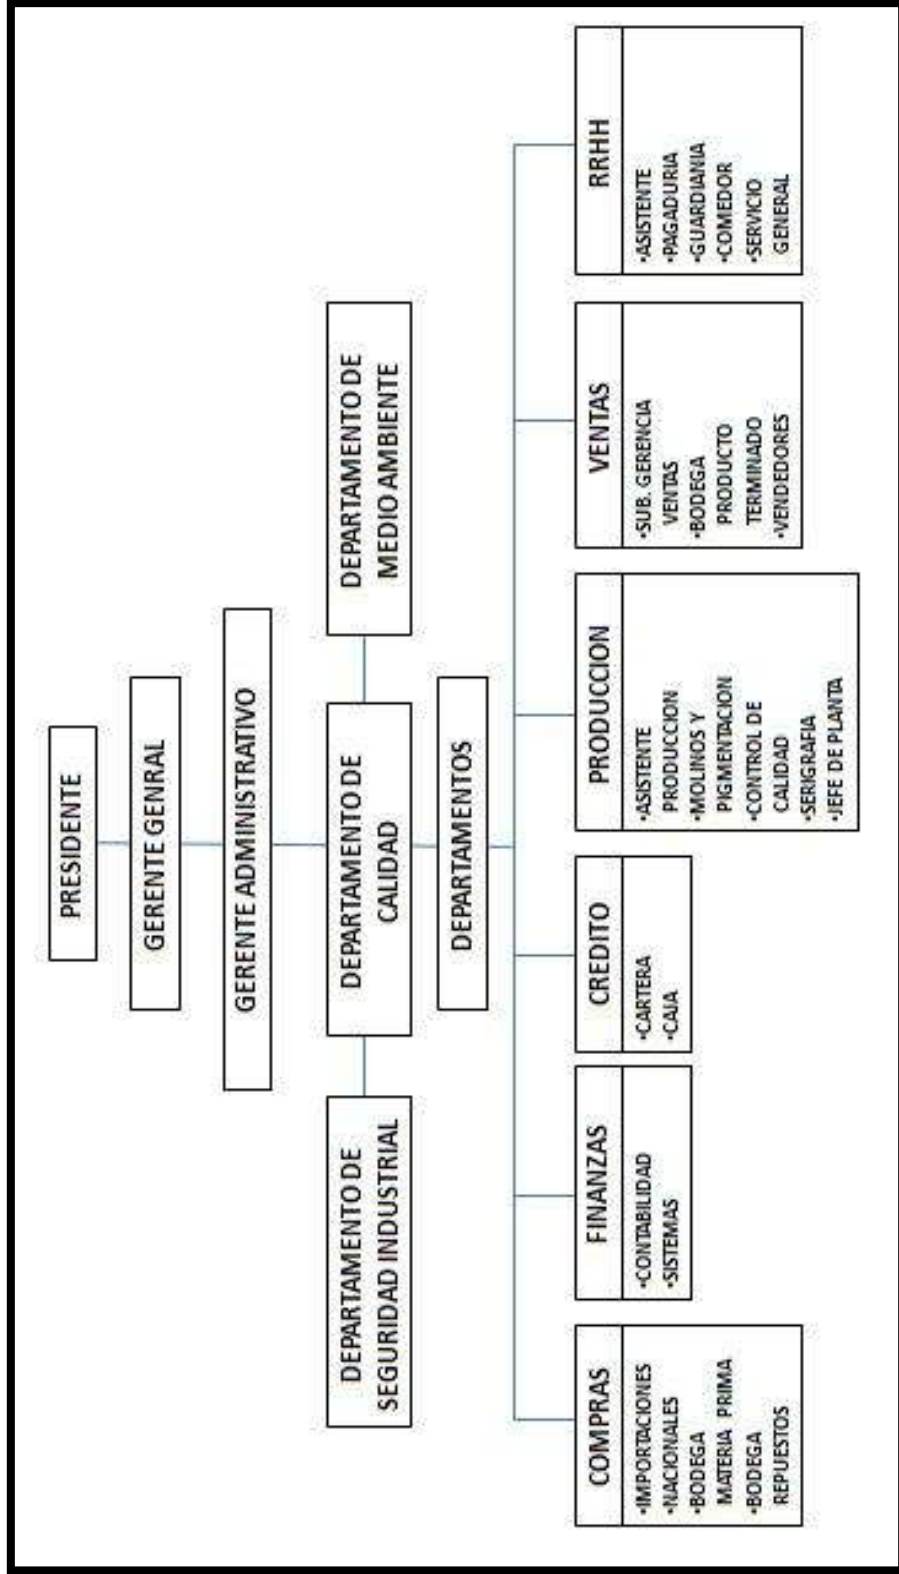 PRESIDENTE
GERENTE GENRAL
GERENTE ADMINISTRATIVO
DEPARTAMENTO DE
SEGURIDAD INDUSTRIAL
DEPARTAMENTO DE
CALIDAD
DEPARTAMENTO DE
MEDIO AMBIENTE
DEPARTAMENTOS
COMPRAS
•IMPORTACIONES
•NACIONALES
•BODEGA
MATERIA PRIMA
•BODEGA
REPUESTOS
FINANZAS
•CONTABILIDAD
•SISTEMAS
CREDITO
•CARTERA
•CAJA
PRODUCCION
•ASISTENTE
PRODUCCION
•MOLINOS Y
PIGMENTACION
•CONTROL DE
CALIDAD
•SERIGRAFIA
•JEFE DE PLANTA
VENTAS
•SUB. GERENCIA
VENTAS
•BODEGA
PRODUCTO
TERMINADO
•VENDEDORES
RRHH
•ASISTENTE
•PAGADURIA
•GUARDIANIA
•COMEDOR
•SERVICIO
GENERAL